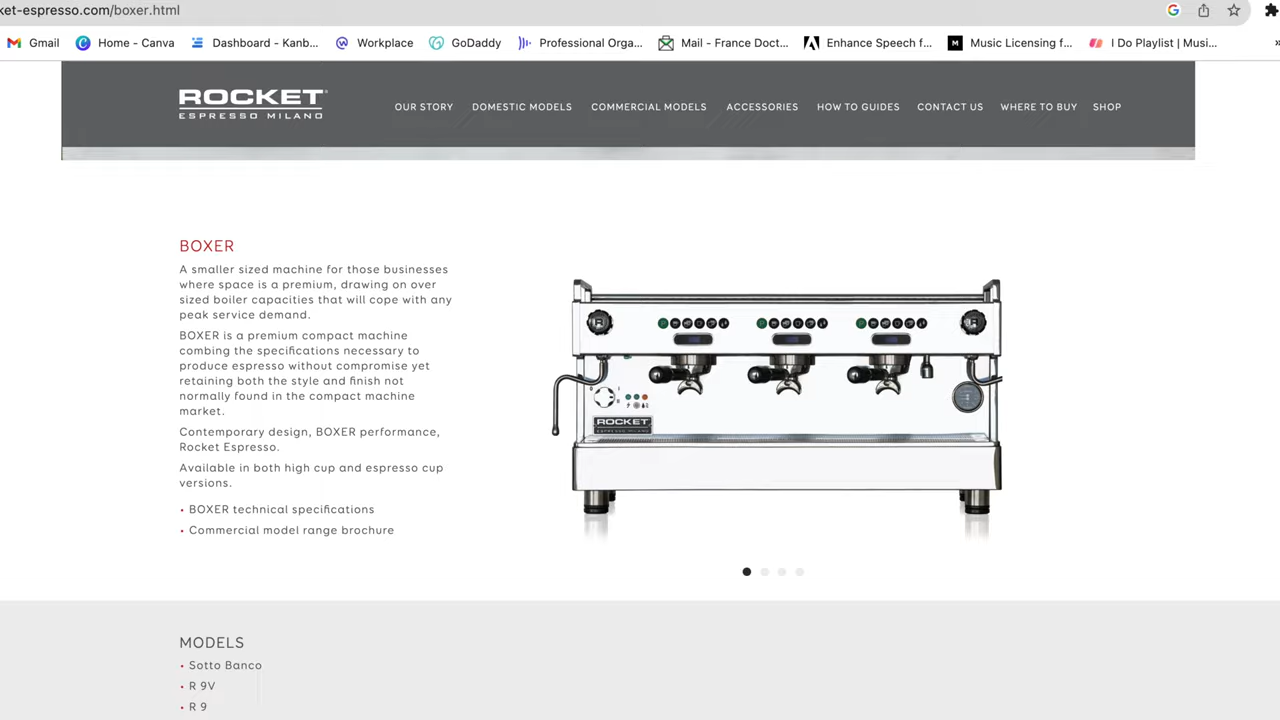 ket-espresso.com/boxer.html
Gmail
Home - Canva
Dashboard - Kanb...
Workplace
GoDaddy
Professional Orga...
Mail - France Doct...
Enhance Speech f...
Music Licensing f...
I Do Playlist | Musi...
ROCKET
ESPRESSO MILANO
OUR STORY
DOMESTIC MODELS
COMMERCIAL MODELS
ACCESSORIES
HOW TO GUIDES
CONTACT US
WHERE TO BUY
SHOP
BOXER
A smaller sized machine for those businesses
where space is a premium, drawing on over
sized boiler capacities that will cope with any
peak service demand.
BOXER is a premium compact machine
combing the specifications necessary to
produce espresso without compromise yet
retaining both the style and finish not
normally found in the compact machine
market.
Contemporary design, BOXER performance,
Rocket Espresso.
Available in both high cup and espresso cup
versions.
• BOXER technical specifications
• Commercial model range brochure
ROCKET
ESPRESSO MILANO
MODELS
• Sotto Banco
• R 9V
• R 9